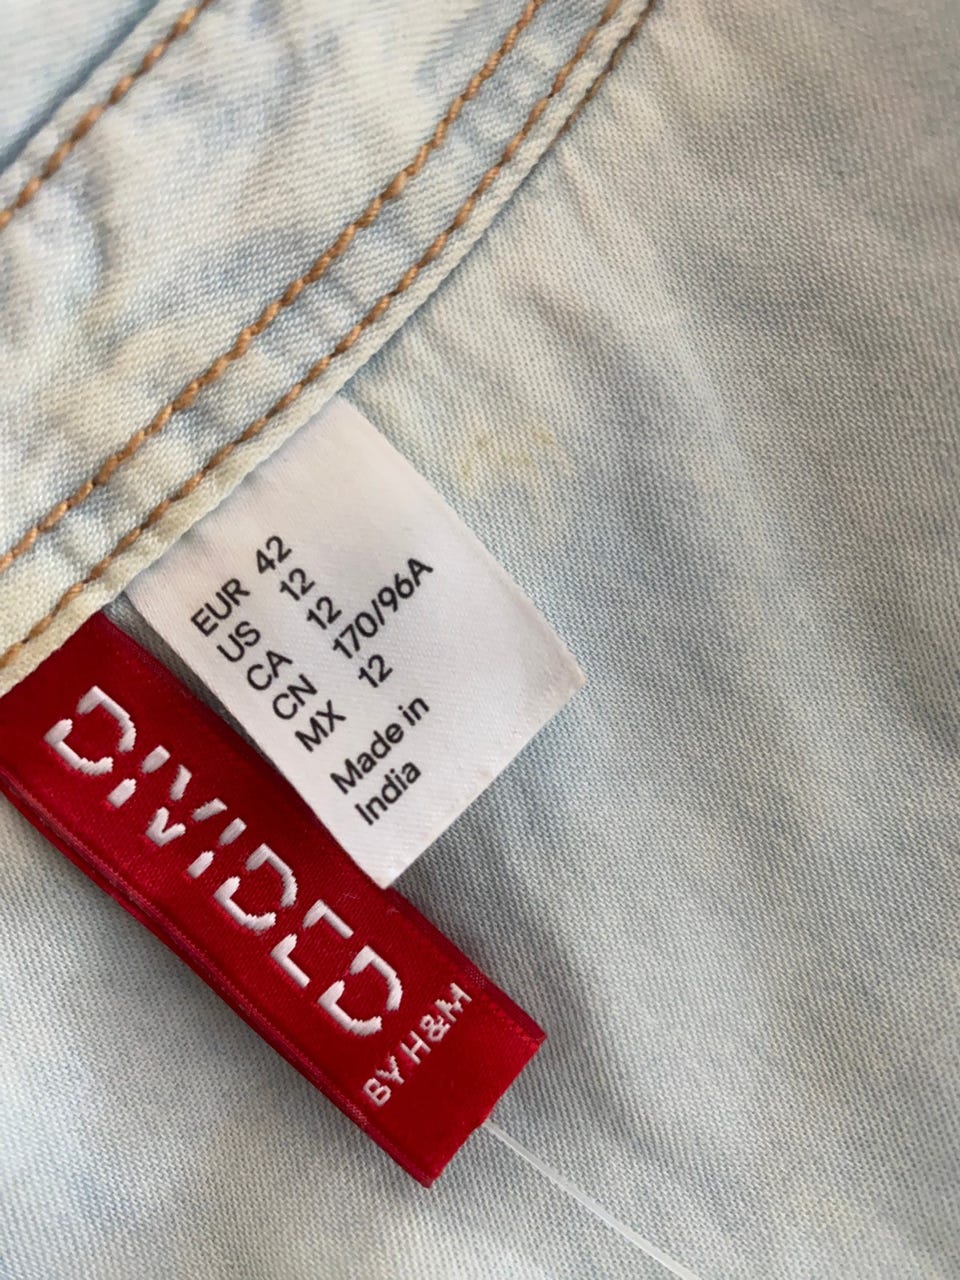 EUR 42
US 12
CA 12
CN 170/96A
MX 12
Made in
India
DIVIDED
BY H&M